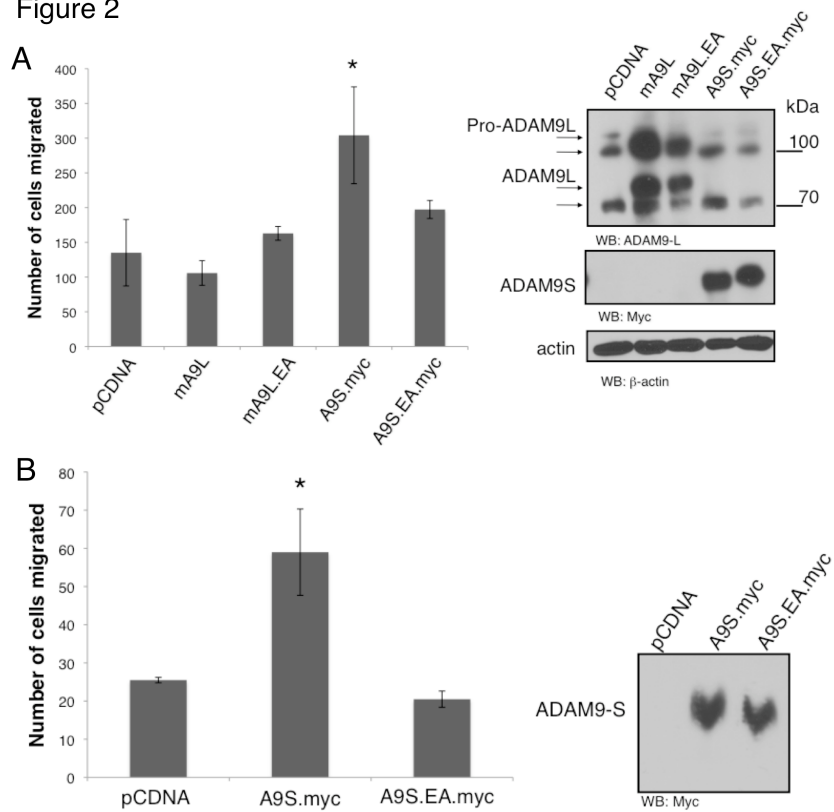 Figure 2
A
*
Number of cells migrated
400
350
300
250
200
150
100
50
0
pCDNA
mA9L
mA9L.EA
A9S.myc
A9S.EA.myc
pCDNA
mA9L
mA9L.EA
A9S.myc
A9S.EA.myc
kDa
Pro-ADAM9L
100
ADAM9L
70
WB: ADAM9-L
ADAM9S
WB: Myc
actin
WB: β-actin
B
*
Number of cells migrated
80
70
60
50
40
30
20
10
0
pCDNA
A9S.myc
A9S.EA.myc
pCDNA
A9S.myc
A9S.EA.myc
ADAM9-S
WB: Myc